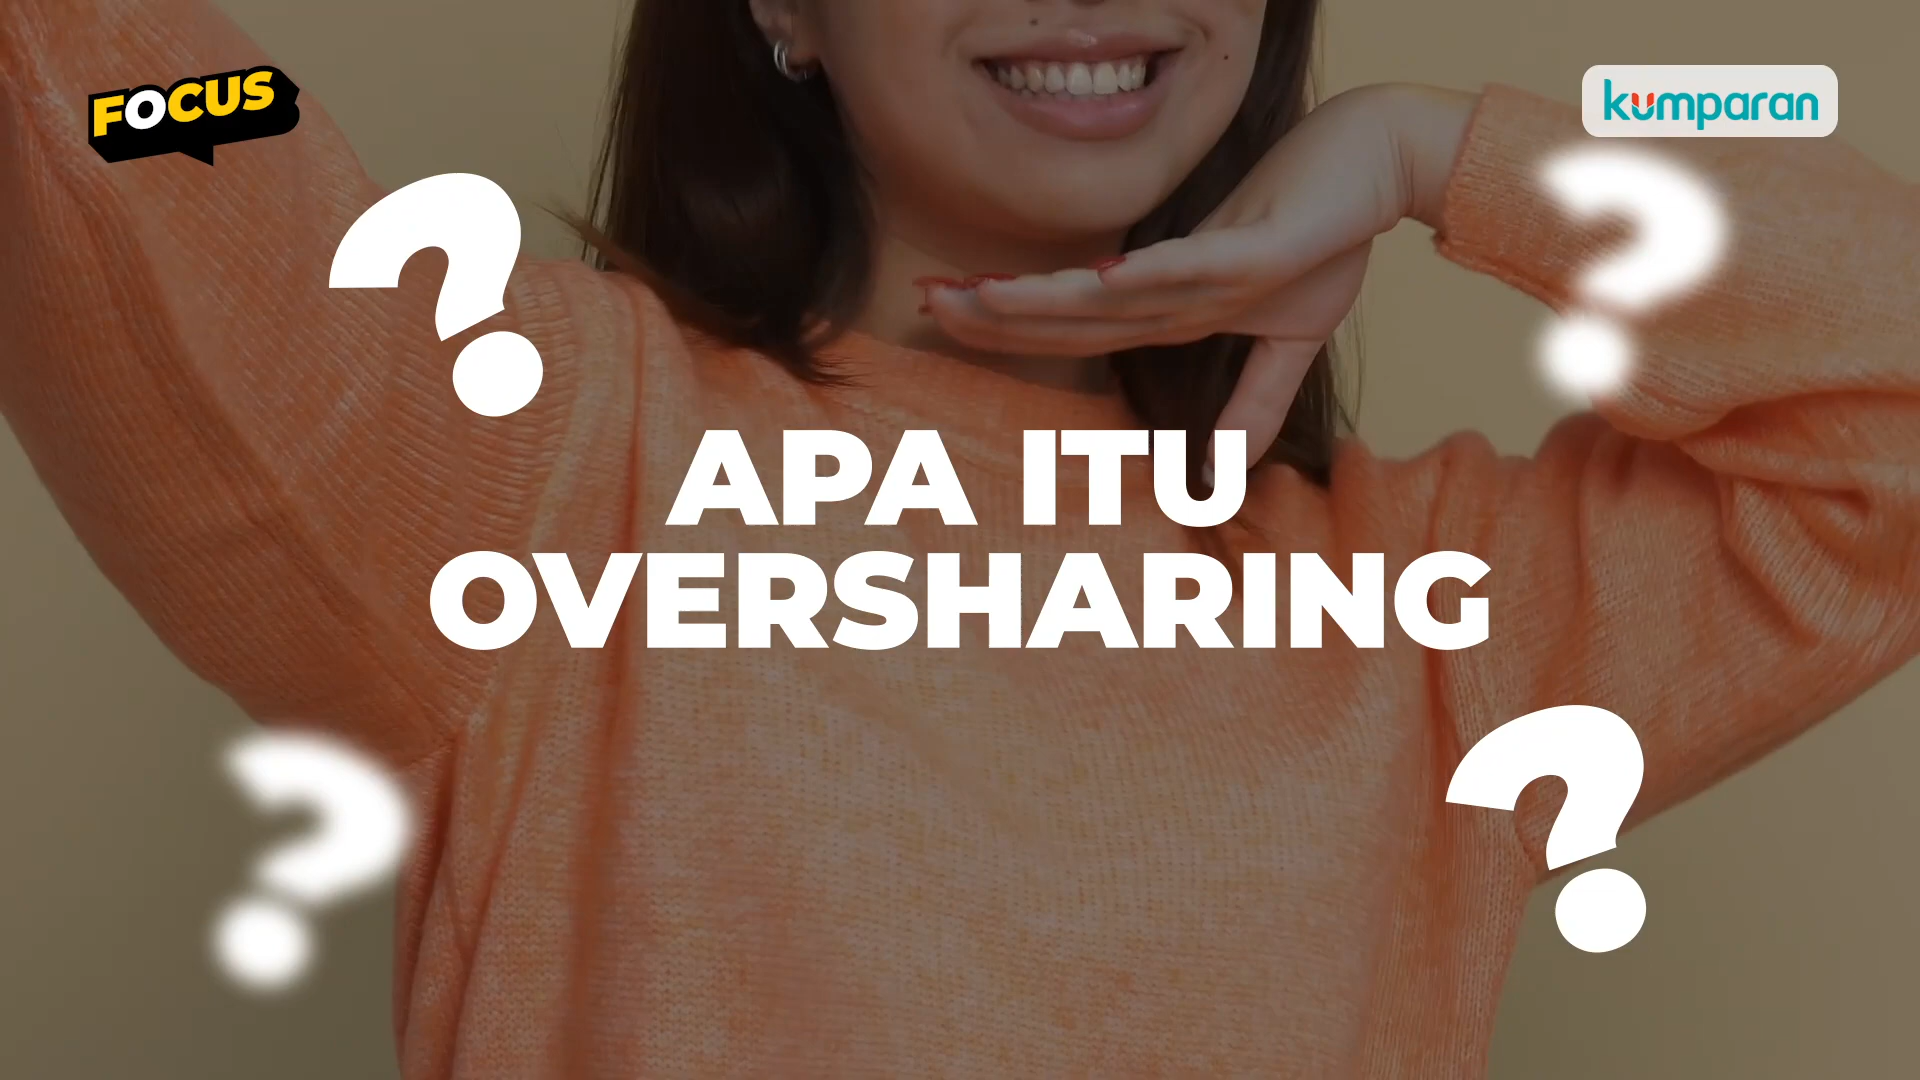 FOCUS
kumparan
?
?
APA ITU
OVERSHARING
?
?